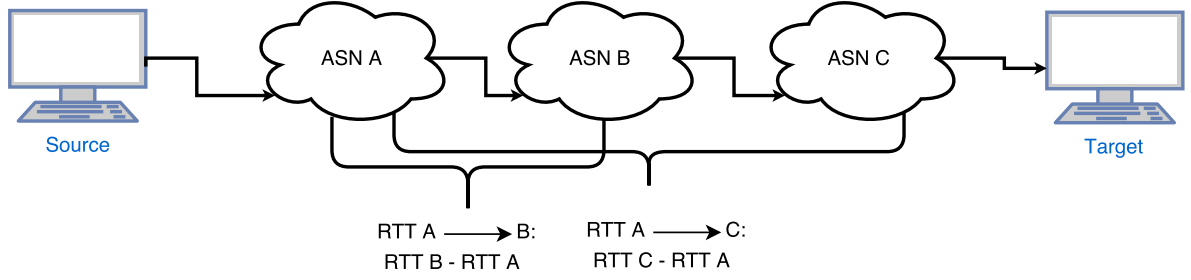 ASN A
ASN B
ASN C
Source
Target
RTT A → B:
RTT B - RTT A
RTT A → C:
RTT C - RTT A